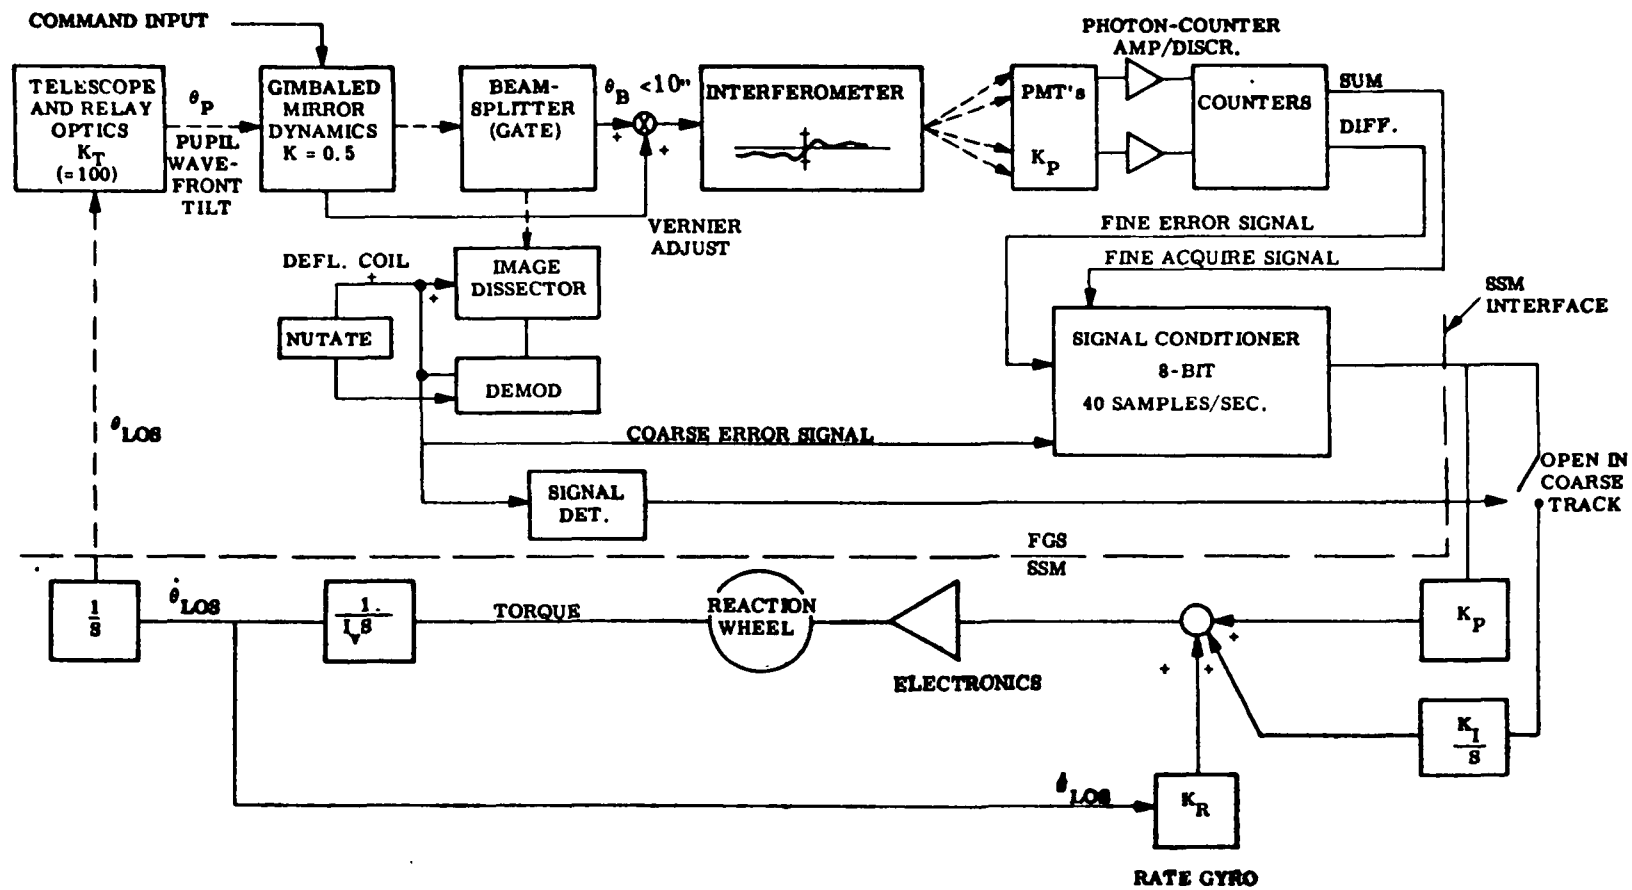 COMMAND INPUT
PHOTON-COUNTER
AMP/DISCR.
TELESCOPE
AND RELAY
OPTICS
K_T
(=100)
θ_P
PUPIL
WAVE-
FRONT
TILT
GIMBALED
MIRROR
DYNAMICS
K = 0.5
BEAM-
SPLITTER
(GATE)
θ_B <10"
+
+
VERNIER
ADJUST
INTERFEROMETER
PMT's
K_P
COUNTERS
SUM
DIFF.
FINE ERROR SIGNAL
FINE ACQUIRE SIGNAL
DEFL. COIL
+
+
IMAGE
DISSECTOR
NUTATE
DEMOD
SIGNAL CONDITIONER
8-BIT
40 SAMPLES/SEC.
SSM
INTERFACE
θ_LOS
COARSE ERROR SIGNAL
SIGNAL
DET.
OPEN IN
COARSE
TRACK
FGS
SSM
1/S
θ̇_LOS
1/I_vS
TORQUE
REACTION
WHEEL
ELECTRONICS
+
+
+
K_P
K_I/S
θ̇_LOS
K_R
RATE GYRO